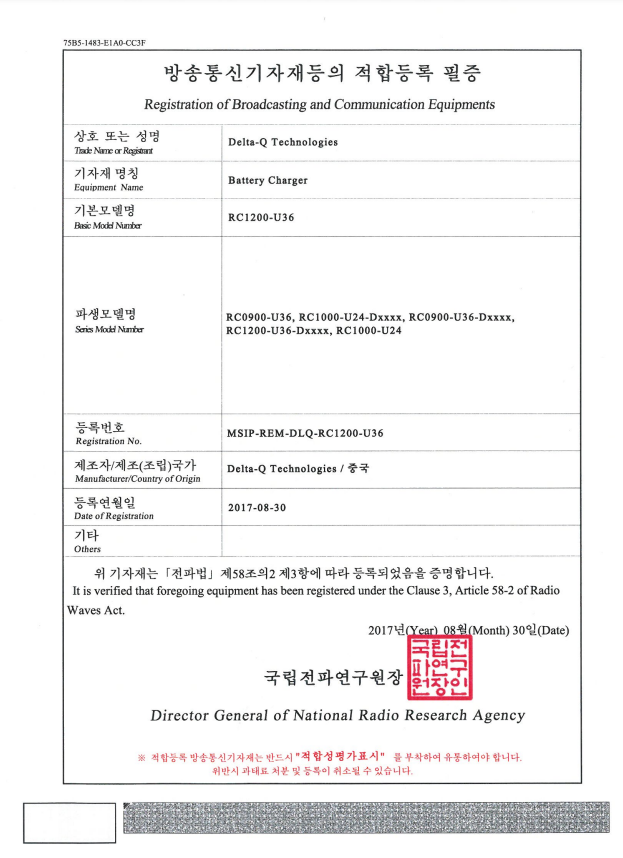 75B5-1483-E1A0-CC3F
방송통신기자재등의 적합등록 필증
Registration of Broadcasting and Communication Equipments
상호 또는 성명
Trade Name or Registrant
Delta-Q Technologies
기자재 명칭
Equipment Name
Battery Charger
기본모델명
Basic Model Number
RC1200-U36
파생모델명
Series Model Number
RC0900-U36, RC1000-U24-Dxxxx, RC0900-U36-Dxxxx,
RC1200-U36-Dxxxx, RC1000-U24
등록번호
Registration No.
MSIP-REM-DLQ-RC1200-U36
제조자/제조(조립)국가
Manufacturer/Country of Origin
Delta-Q Technologies / 중국
등록연월일
Date of Registration
2017-08-30
기타
Others
위 기자재는 「전파법」 제58조의2 제3항에 따라 등록되었음을 증명합니다.
It is verified that foregoing equipment has been registered under the Clause 3, Article 58-2 of Radio
Waves Act.
2017년(Year) 08월(Month) 30일(Date)
국립전파연구원장
국립전
파연구
원장인
Director General of National Radio Research Agency
※ 적합등록 방송통신기자재는 반드시 "적합성평가표시" 를 부착하여 유통하여야 합니다.
위반시 과태료 처분 및 등록이 취소될 수 있습니다.